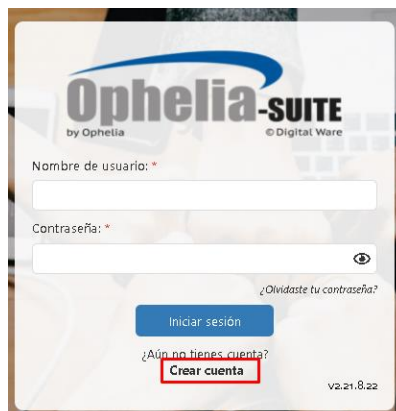 Ophelia-SUITE
by Ophelia © Digital Ware
Nombre de usuario: *
Contraseña: *
¿Olvidaste tu contraseña?
Iniciar sesión
¿Aún no tienes cuenta?
Crear cuenta
v2.21.8.22